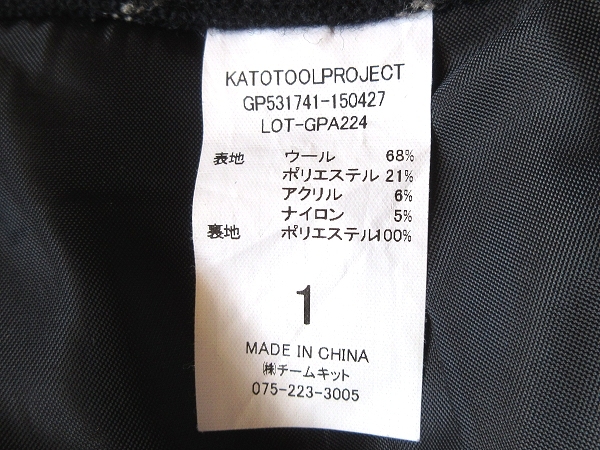 KATOTOOLPROJECT
GP531741-150427
LOT-GPA224
表地 ウール 68%
ポリエステル 21%
アクリル 6%
ナイロン 5%
裏地 ポリエステル100%
1
MADE IN CHINA
㈱チームキット
075-223-3005